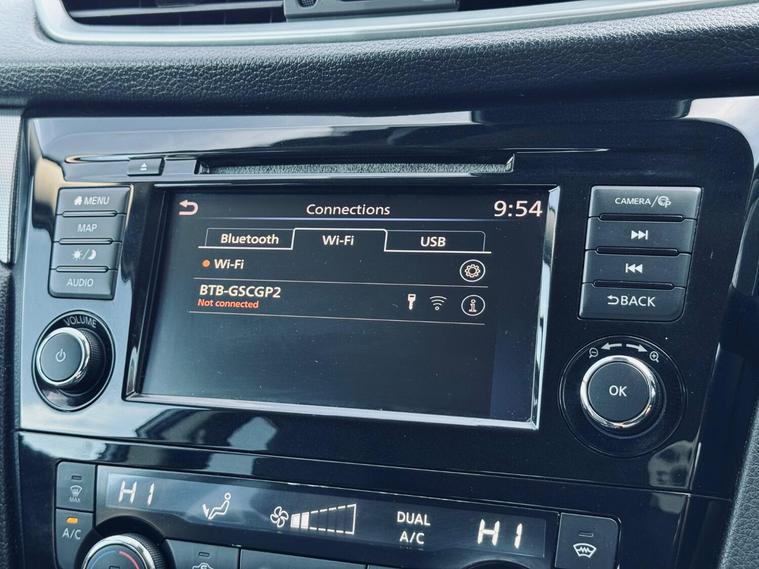 MENU
MAP
AUDIO
VOLUME
Connections
9:54
Bluetooth
Wi-Fi
USB
Wi-Fi
BTB-GSCGP2
Not connected
CAMERA/
BACK
OK
MAX
A/C
HI
DUAL
A/C
HI